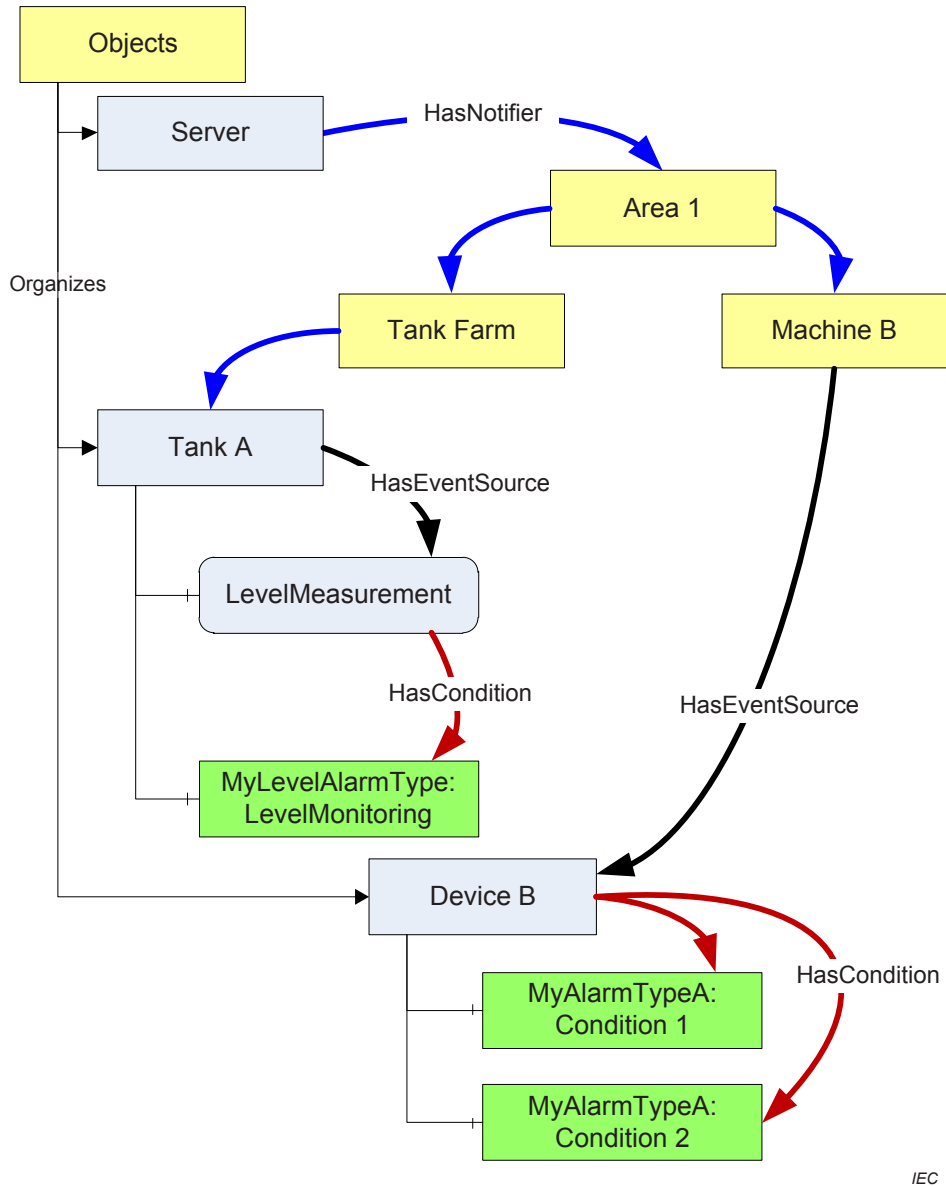 Objects
Server
HasNotifier
Area 1
Organizes
Tank Farm
Machine B
Tank A
HasEventSource
LevelMeasurement
HasCondition
HasEventSource
MyLevelAlarmType:
LevelMonitoring
Device B
HasCondition
MyAlarmTypeA:
Condition 1
MyAlarmTypeA:
Condition 2
IEC